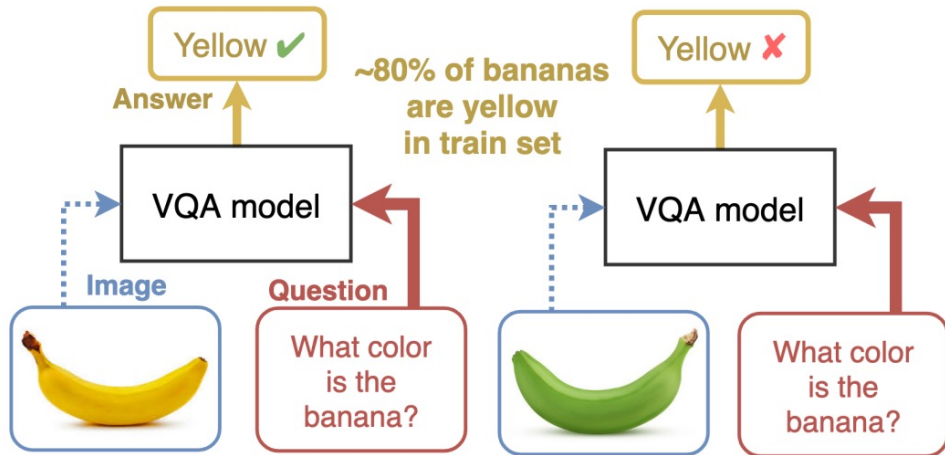 Yellow ✔
Answer
VQA model
Image
Question
What color
is the
banana?
~80% of bananas
are yellow
in train set
Yellow ✘
VQA model
What color
is the
banana?